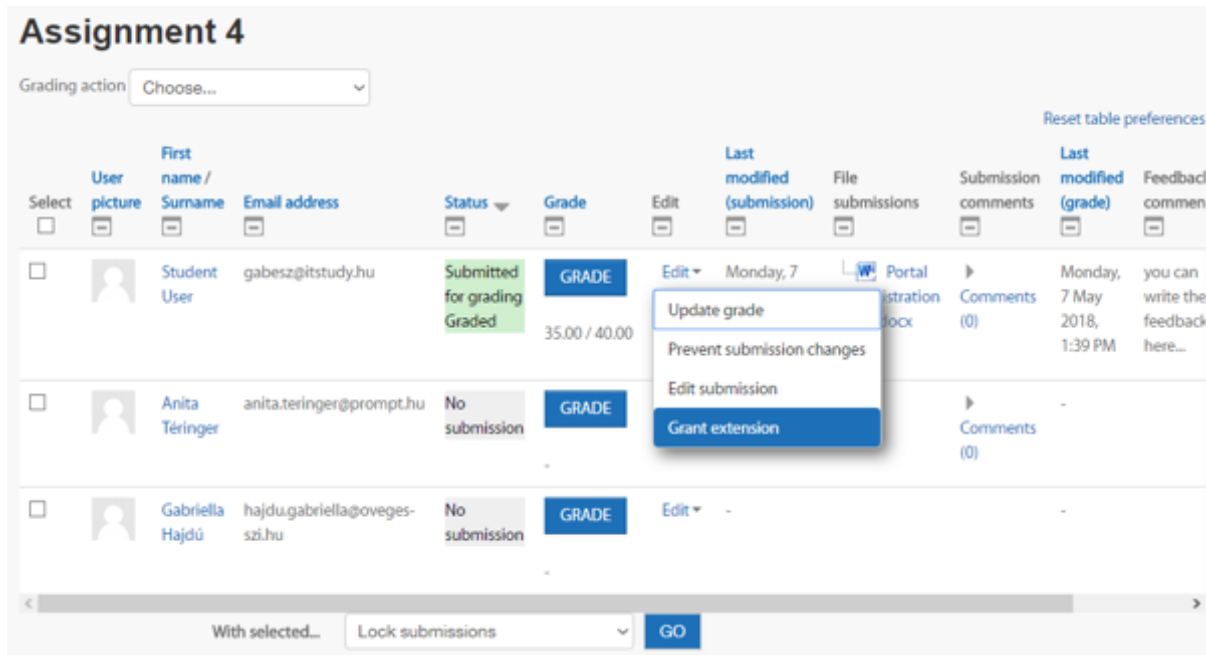 Assignment 4
Grading action Choose...
Reset table preferences
Select User picture First name / Surname Email address Status Grade Edit Last modified (submission) File submissions Submission comments Last modified (grade) Feedback commen
Student User gabesz@itstudy.hu Submitted for grading Graded GRADE 35.00 / 40.00 Edit Monday, 7 Portal istration docx Comments (0) Monday, 7 May 2018, 1:39 PM you can write the feedback here...
Update grade
Prevent submission changes
Edit submission
Grant extension
Anita Téringer anita.teringer@prompt.hu No submission GRADE - Comments (0) -
Gabriella Hajdú hajdu.gabriella@oveges-szi.hu No submission GRADE - Edit - -
With selected... Lock submissions GO